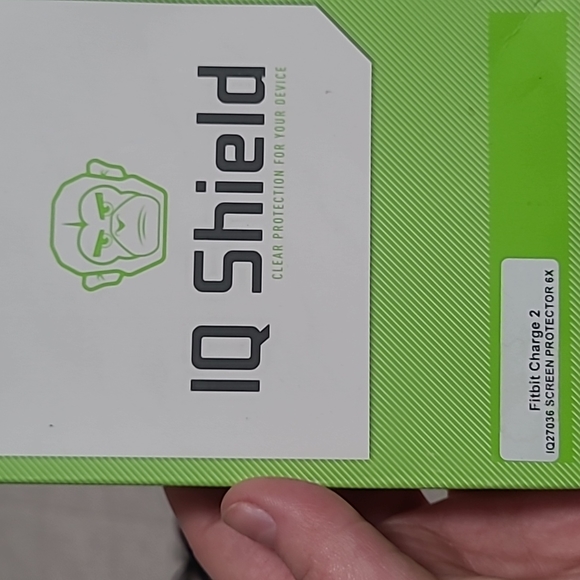 IQ Shield
CLEAR PROTECTION FOR YOUR DEVICE
Fitbit Charge 2
IQ27036 SCREEN PROTECTOR 6X